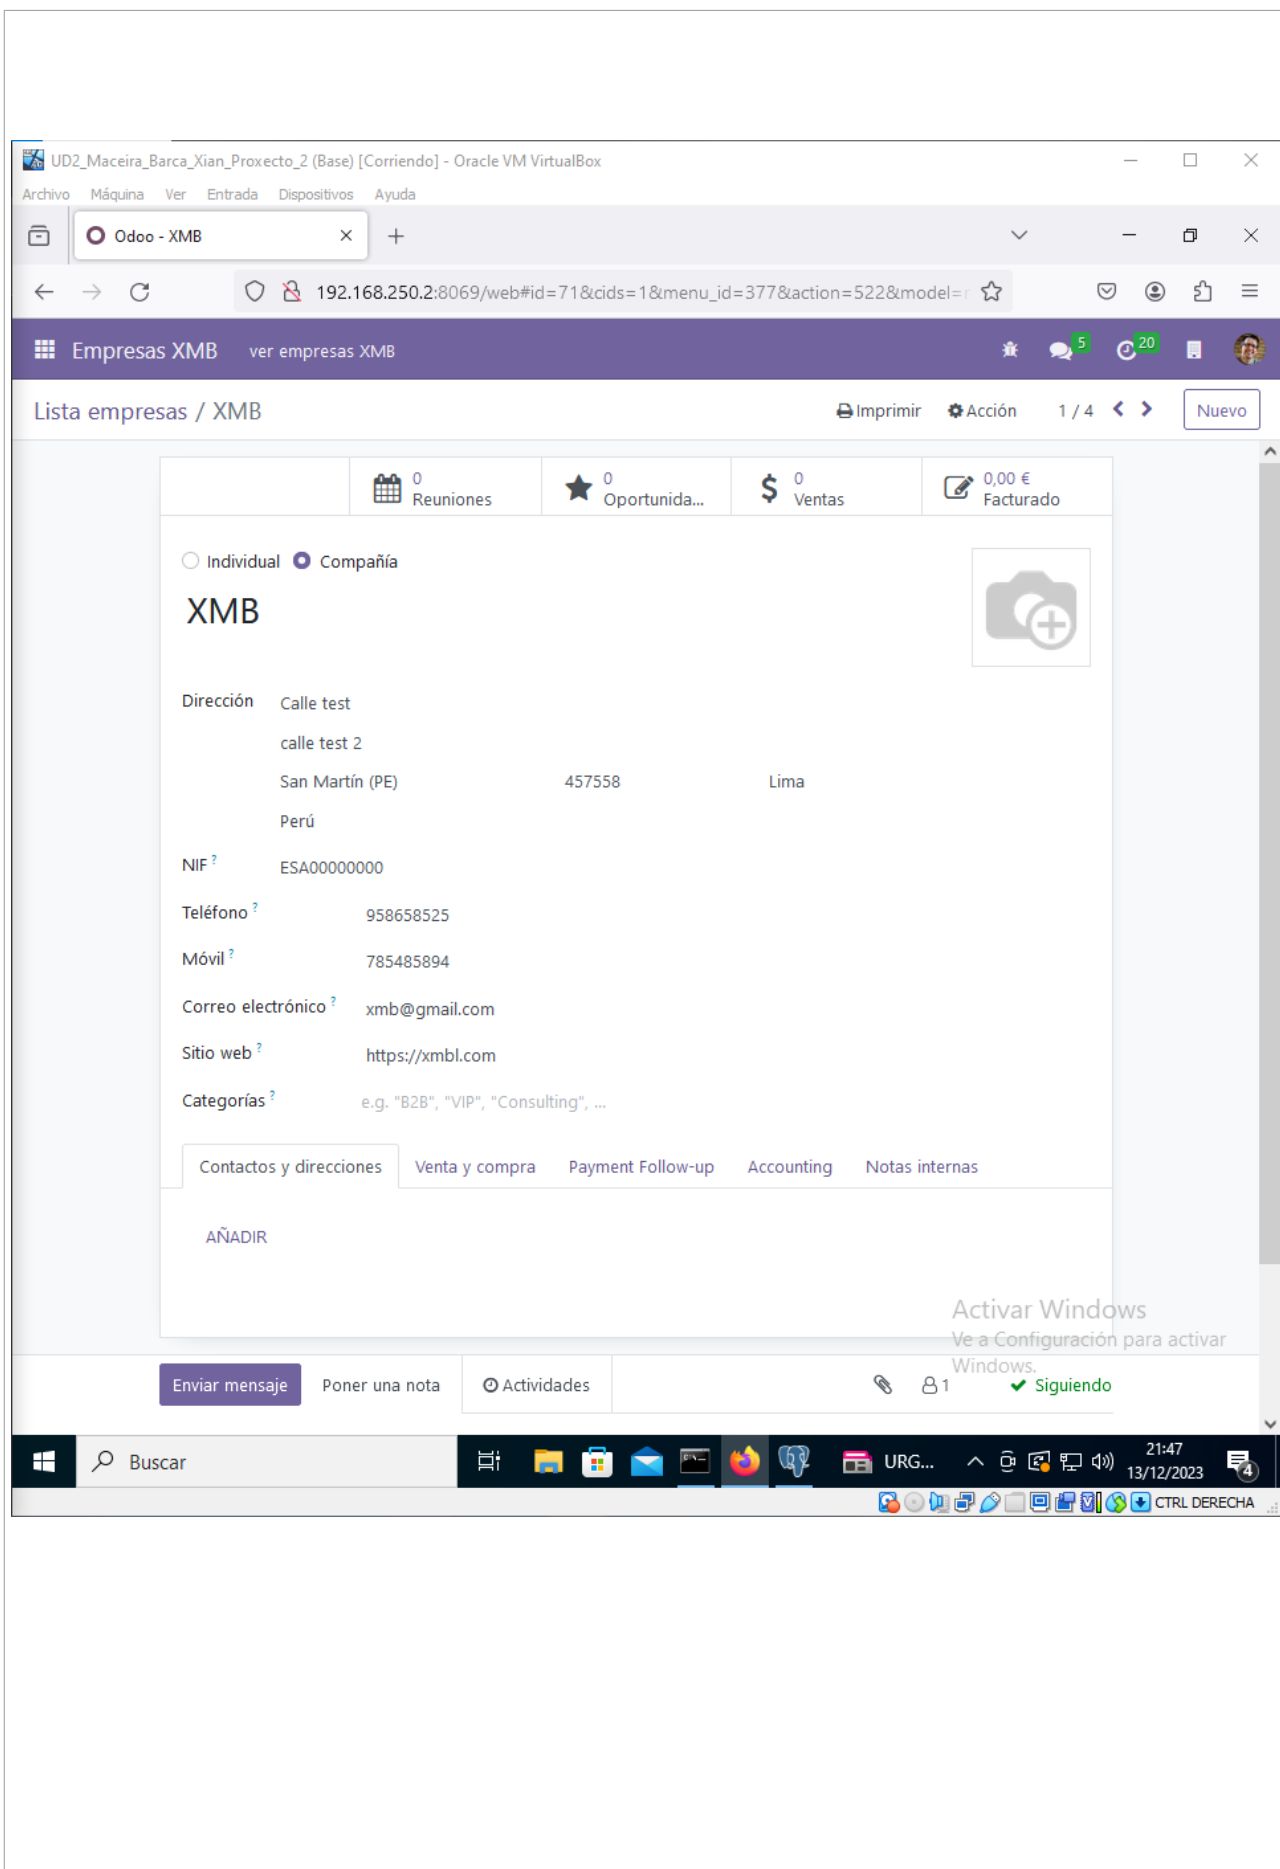 UD2_Maceira_Barca_Xian_Proxecto_2 (Base) [Corriendo] - Oracle VM VirtualBox
Archivo Máquina Ver Entrada Dispositivos Ayuda
Odoo - XMB
192.168.250.2:8069/web#id=71&cids=1&menu_id=377&action=522&model=r
Empresas XMB ver empresas XMB 5 20
Lista empresas / XMB Imprimir Acción 1 / 4 Nuevo
0 Reuniones
0 Oportunida...
0 Ventas
0,00 € Facturado
Individual Compañía
XMB
Dirección Calle test
calle test 2
San Martín (PE) 457558 Lima
Perú
NIF ? ESA00000000
Teléfono ? 958658525
Móvil ? 785485894
Correo electrónico ? xmb@gmail.com
Sitio web ? https://xmbl.com
Categorías ? e.g. "B2B", "VIP", "Consulting", ...
Contactos y direcciones Venta y compra Payment Follow-up Accounting Notas internas
AÑADIR
Activar Windows
Ve a Configuración para activar
Windows.
Enviar mensaje Poner una nota Actividades 1 Siguiendo
Buscar URG... 21:47
13/12/2023 4
CTRL DERECHA